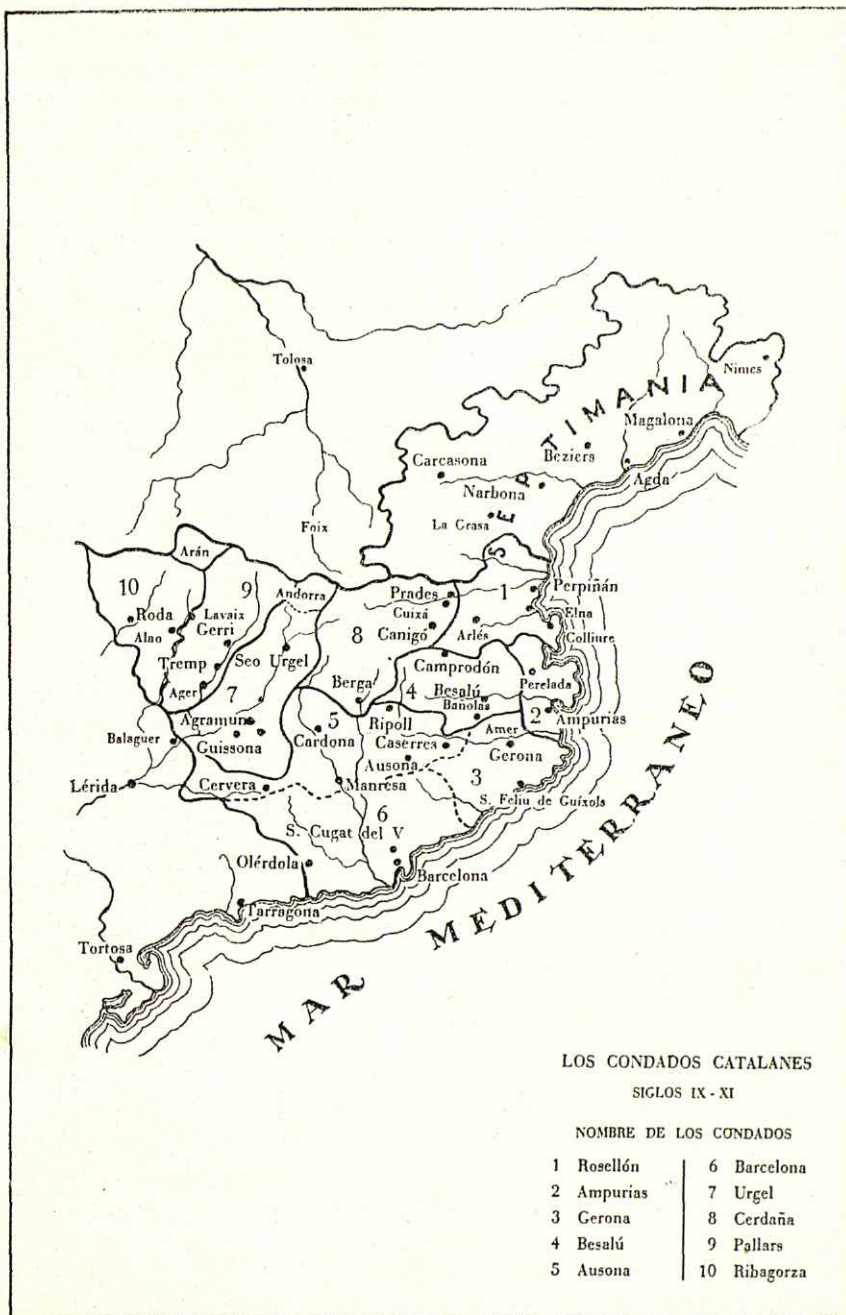 Tolosa
Nimes
SEPTIMANIA
Magalona
Beziers
Carcasona
Agda
Narbona
La Grasa
Foix
Arán
10
9
Andorra
Prades
1
Perpiñán
Roda
Lavaix
Cuixá
Elna
Alao
Gerri
8
Canigó
Arlés
Colliure
Tremp
Seo Urgel
Camprodón
Ager
Berga
Besalú
Perelada
7
4
Bañolas
2
Ampurias
Agramunt
5
Ripoll
Amer
Balaguer
Guissona
Cardona
Caserres
Gerona
Ausona
Lérida
Cervera
Manresa
3
S. Feliu de Guíxols
6
S. Cugat del V
Olérdola
Barcelona
Tarragona
Tortosa
MAR MEDITERRANEO
LOS CONDADOS CATALANES
SIGLOS IX - XI
NOMBRE DE LOS CONDADOS
1 Rosellón
2 Ampurias
3 Gerona
4 Besalú
5 Ausona
6 Barcelona
7 Urgel
8 Cerdaña
9 Pallars
10 Ribagorza